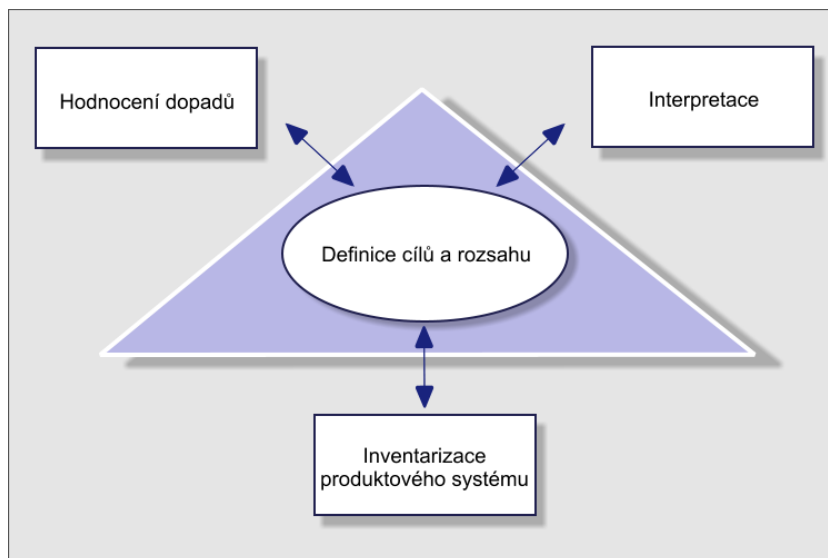 Hodnocení dopadů
Interpretace
Definice cílů a rozsahu
Inventarizace
produktového systému